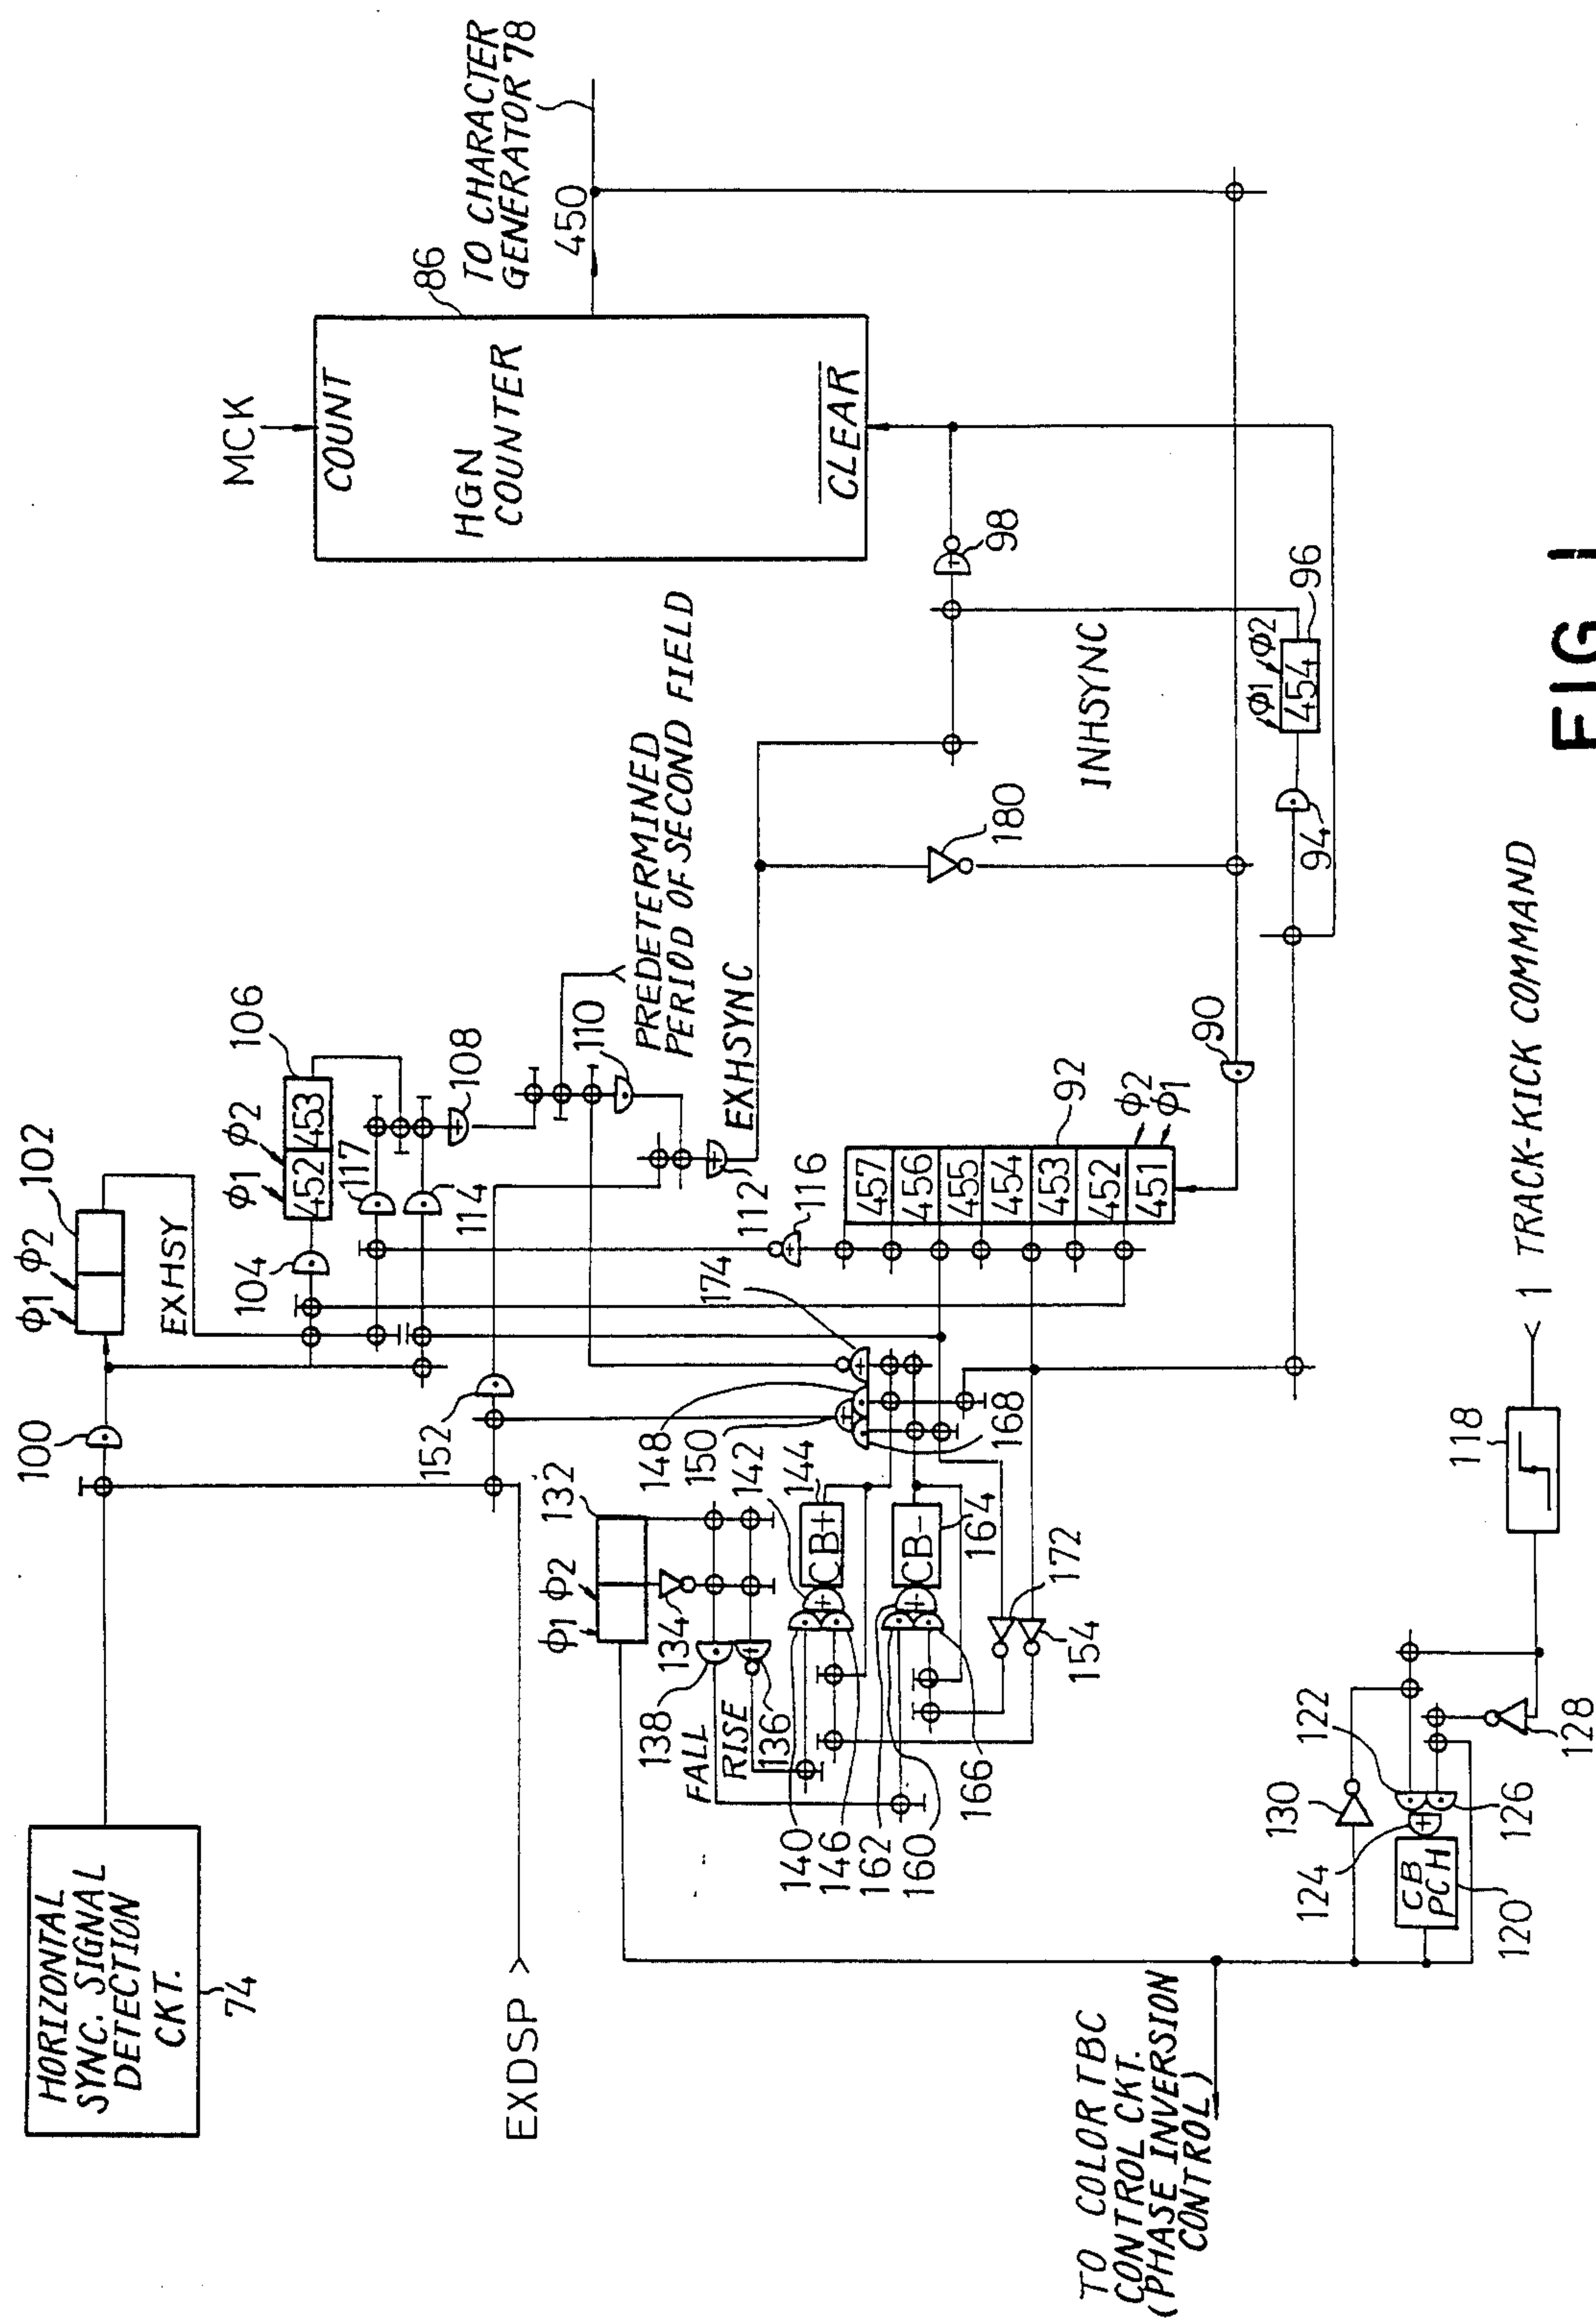 HORIZONTAL
SYNC. SIGNAL
DETECTION
CKT.
74
100
Φ1 Φ2
102
EXHSY
104
Φ1 Φ2
106
452 453
117
114
108
152
EXDSP
110
PREDETERMINED
PERIOD OF SECOND FIELD
112
EXHSYNC
MCK
COUNT
HGN
COUNTER
CLEAR
86
TO CHARACTER
GENERATOR 78
450
98
180
INHSYNC
Φ1 Φ2
454
96
94
90
116
457
456
455
454
453
452
451
92
Φ2
Φ1
174
148
150
142
144
168
Φ1 Φ2
132
134
138
FALL
RISE
136
CB+
CB-
164
140
146
162
160
166
172
154
TO COLOR TBC
CONTROL CKT.
(PHASE INVERSION
CONTROL)
130
122
124
CB
PCH
120
126
128
118
1 TRACK-KICK COMMAND
FIG 1